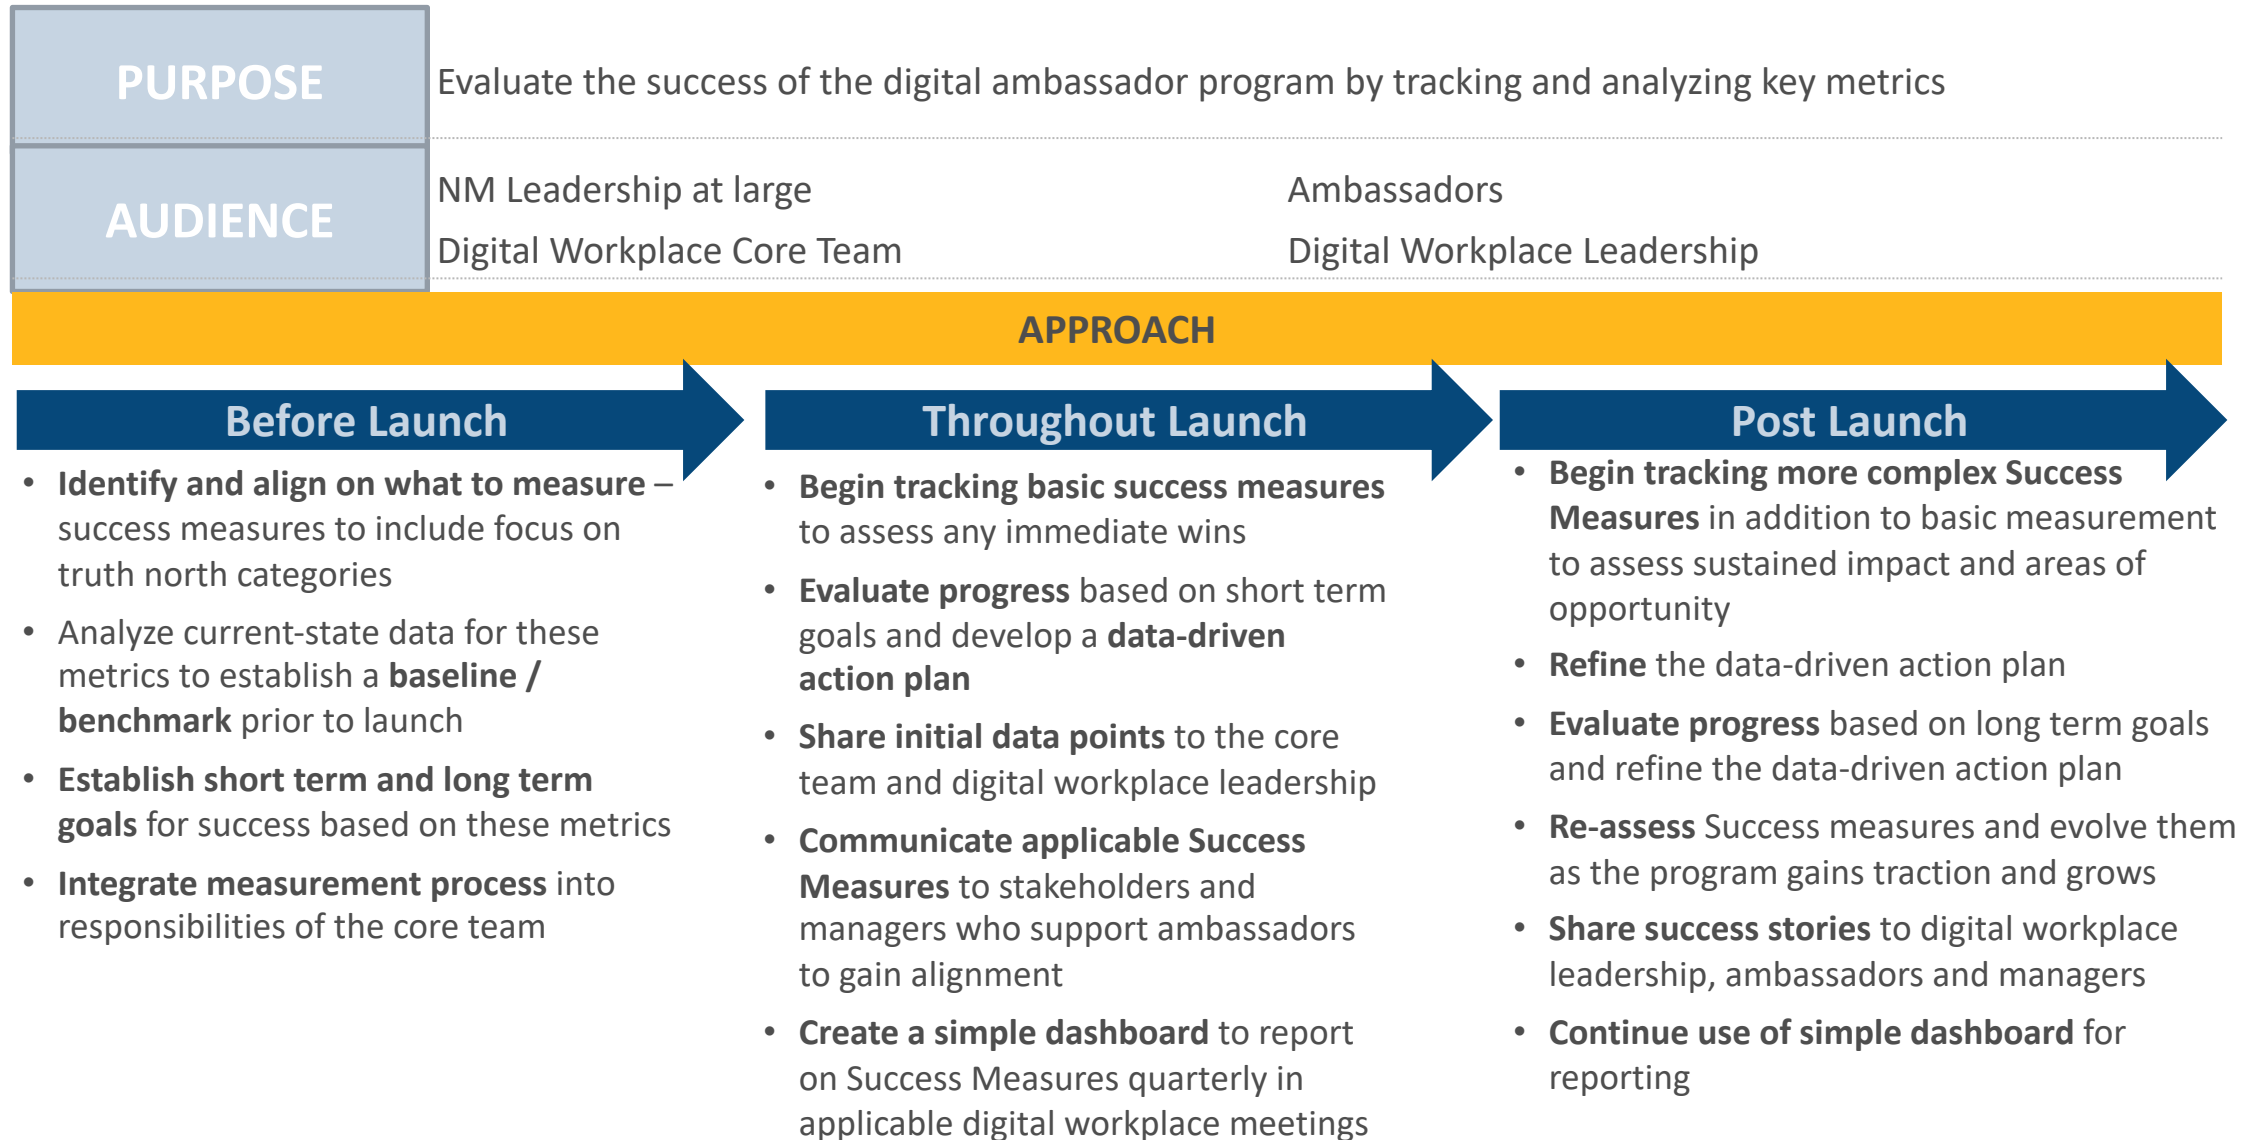 PURPOSE
Evaluate the success of the digital ambassador program by tracking and analyzing key metrics
AUDIENCE
NM Leadership at large
Ambassadors
Digital Workplace Core Team
Digital Workplace Leadership
APPROACH
Before Launch
• Identify and align on what to measure –
success measures to include focus on
truth north categories
• Analyze current-state data for these
metrics to establish a baseline /
benchmark prior to launch
• Establish short term and long term
goals for success based on these metrics
• Integrate measurement process into
responsibilities of the core team
Throughout Launch
• Begin tracking basic success measures
to assess any immediate wins
• Evaluate progress based on short term
goals and develop a data-driven
action plan
• Share initial data points to the core
team and digital workplace leadership
• Communicate applicable Success
Measures to stakeholders and
managers who support ambassadors
to gain alignment
• Create a simple dashboard to report
on Success Measures quarterly in
applicable digital workplace meetings
Post Launch
• Begin tracking more complex Success
Measures in addition to basic measurement
to assess sustained impact and areas of
opportunity
• Refine the data-driven action plan
• Evaluate progress based on long term goals
and refine the data-driven action plan
• Re-assess Success measures and evolve them
as the program gains traction and grows
• Share success stories to digital workplace
leadership, ambassadors and managers
• Continue use of simple dashboard for
reporting